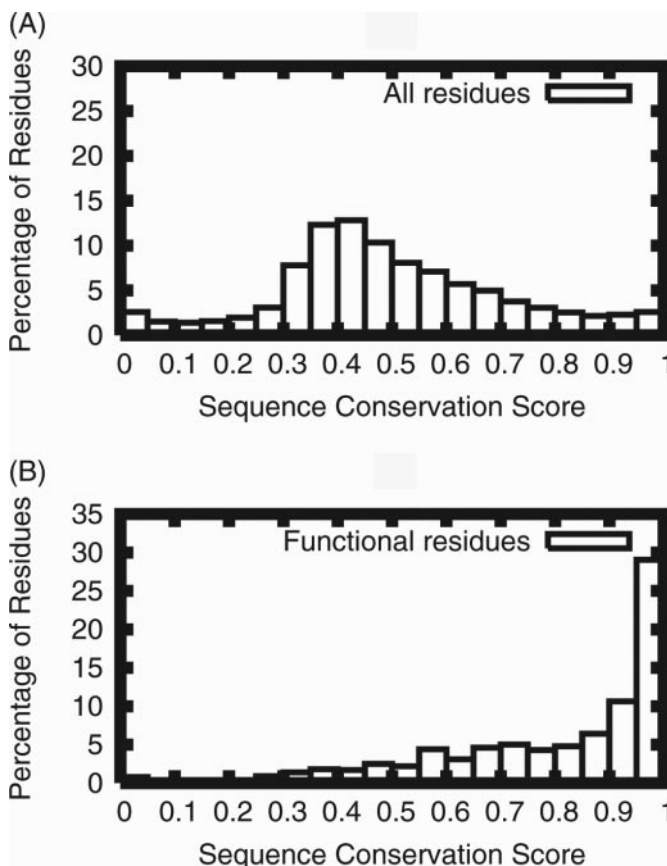 (A)
30
All residues
25
20
15
10
5
0
Percentage of Residues
0 0.1 0.2 0.3 0.4 0.5 0.6 0.7 0.8 0.9 1
Sequence Conservation Score
(B)
35
Functional residues
30
25
20
15
10
5
0
Percentage of Residues
0 0.1 0.2 0.3 0.4 0.5 0.6 0.7 0.8 0.9 1
Sequence Conservation Score